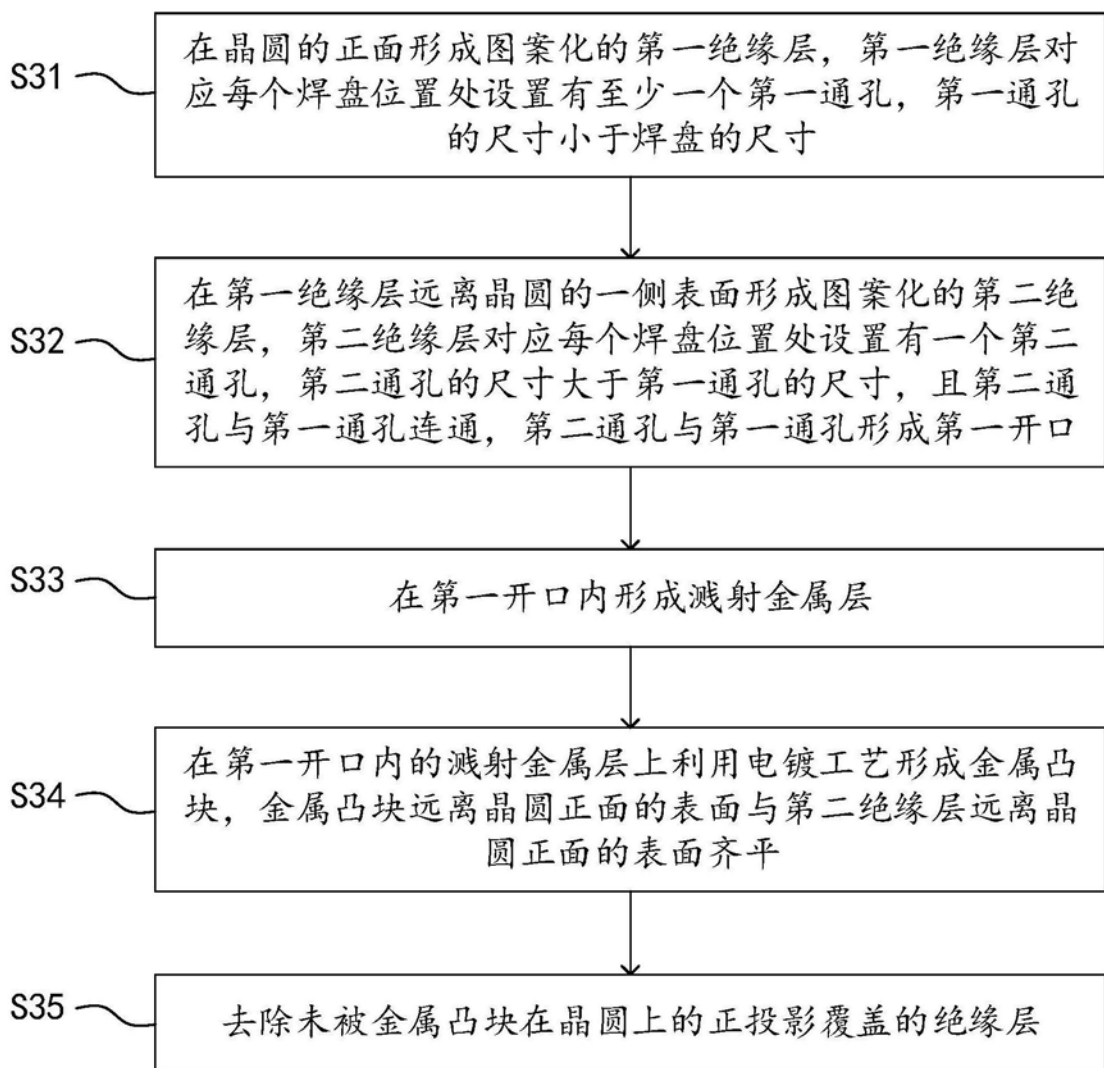 S31
在晶圆的正面形成图案化的第一绝缘层，第一绝缘层对
应每个焊盘位置处设置有至少一个第一通孔，第一通孔
的尺寸小于焊盘的尺寸
S32
在第一绝缘层远离晶圆的一侧表面形成图案化的第二绝
缘层，第二绝缘层对应每个焊盘位置处设置有一个第二
通孔，第二通孔的尺寸大于第一通孔的尺寸，且第二通
孔与第一通孔连通，第二通孔与第一通孔形成第一开口
S33
在第一开口内形成溅射金属层
S34
在第一开口内的溅射金属层上利用电镀工艺形成金属凸
块，金属凸块远离晶圆正面的表面与第二绝缘层远离晶
圆正面的表面齐平
S35
去除未被金属凸块在晶圆上的正投影覆盖的绝缘层